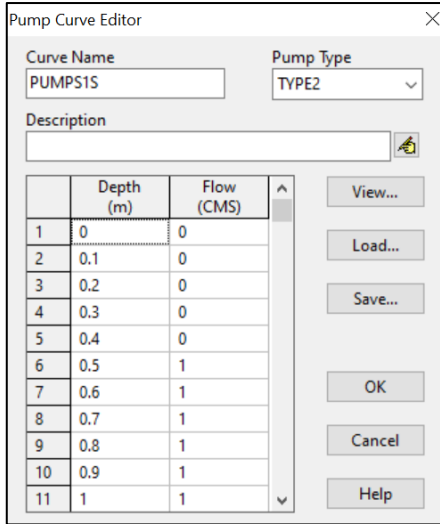 Pump Curve Editor
Curve Name Pump Type
PUMPS1S TYPE2
Description
Depth (m) Flow (CMS) View...
1 0 0
2 0.1 0 Load...
3 0.2 0
4 0.3 0 Save...
5 0.4 0
6 0.5 1
7 0.6 1 OK
8 0.7 1
9 0.8 1 Cancel
10 0.9 1
11 1 1 Help